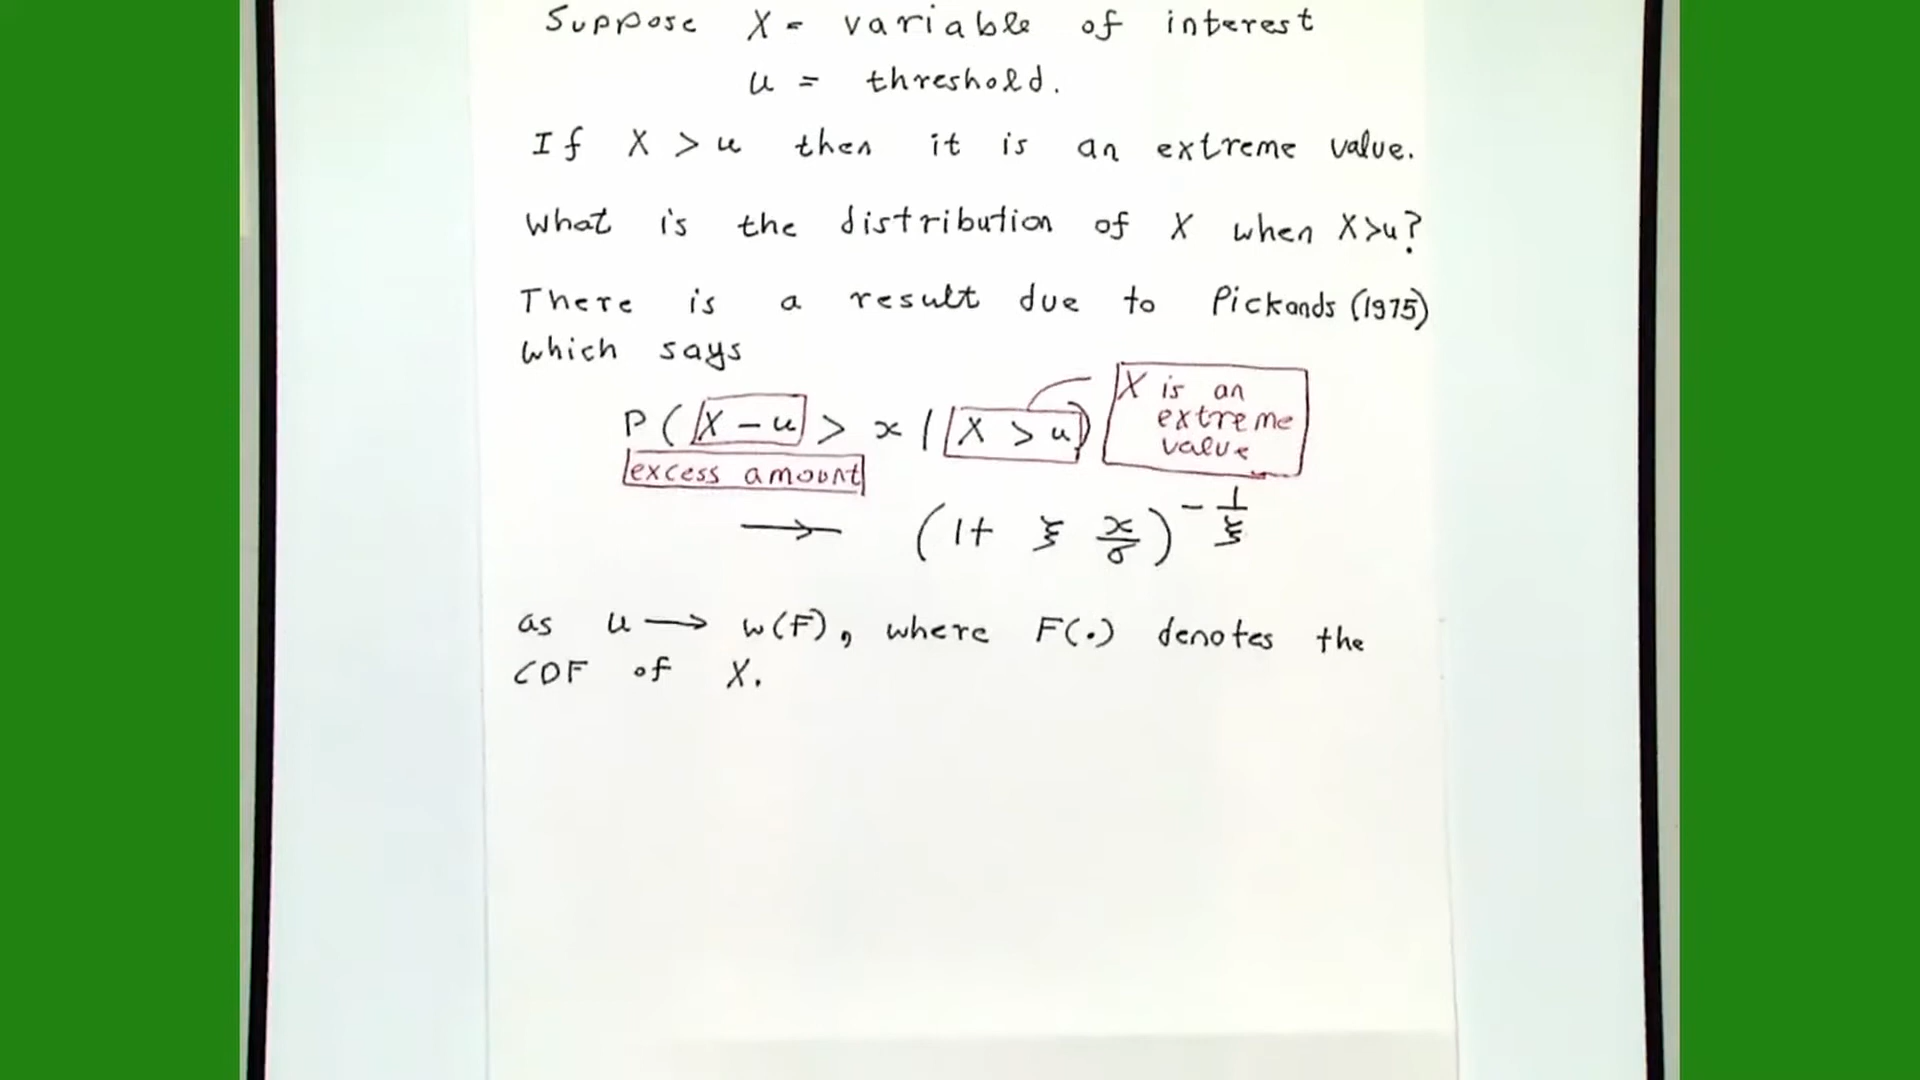 Suppose X = variable of interest
u = threshold.
If X > u then it is an extreme value.
What is the distribution of X when X>u?
There is a result due to Pickands (1975)
which says
X is an
extreme
value
P ( X – u > x | X > u )
excess amount
⟶ (1+ ξ x/σ)^(-1/ξ)
as u ⟶ w(F), where F(·) denotes the
CDF of X.